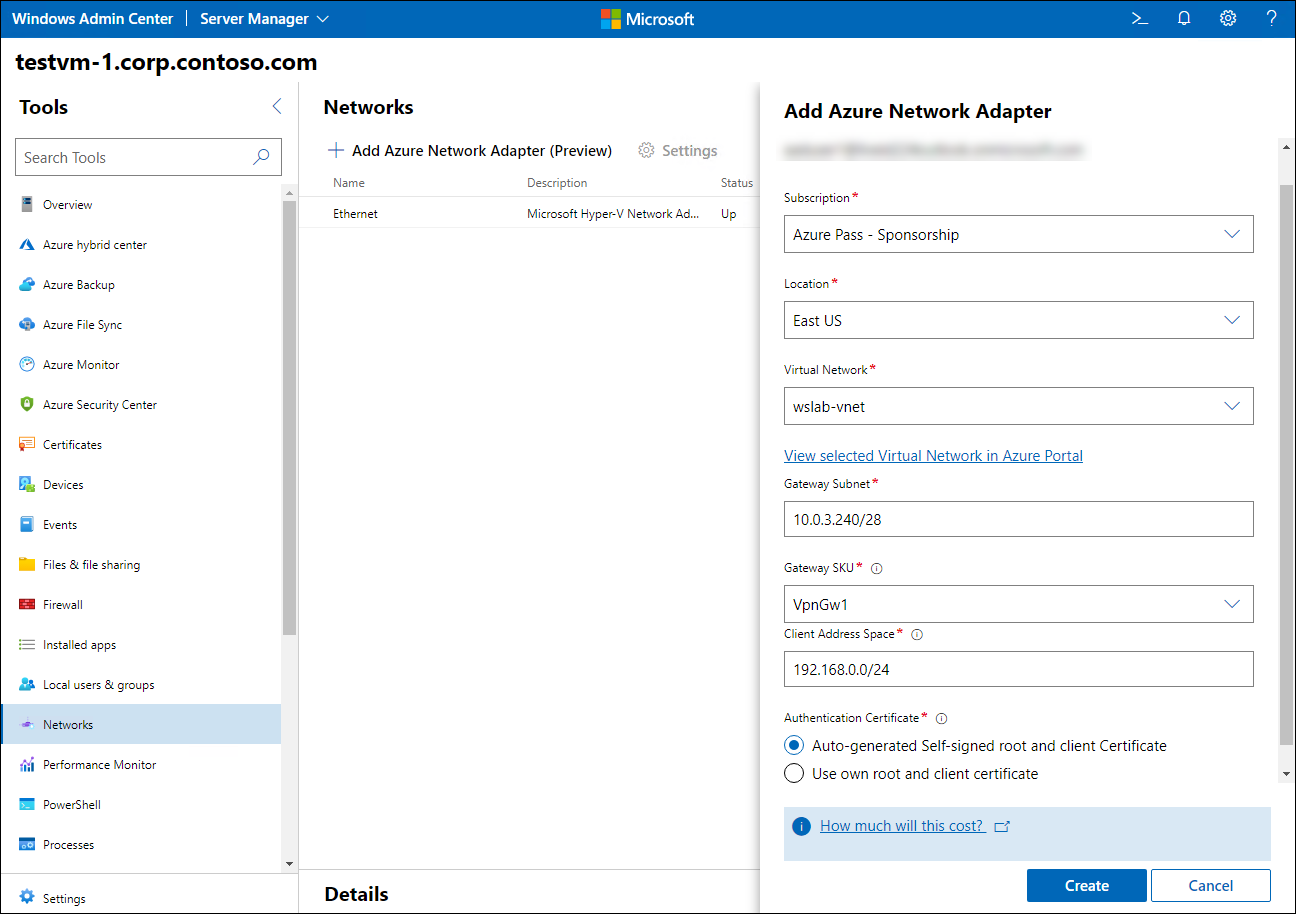 Windows Admin Center | Server Manager
Microsoft
>_
?
testvm-1.corp.contoso.com
Tools
Search Tools
Overview
Azure hybrid center
Azure Backup
Azure File Sync
Azure Monitor
Azure Security Center
Certificates
Devices
Events
Files & file sharing
Firewall
Installed apps
Local users & groups
Networks
Performance Monitor
PowerShell
Processes
Settings
Networks
Add Azure Network Adapter (Preview) Settings
Name Description Status
Ethernet Microsoft Hyper-V Network Ad... Up
Details
Add Azure Network Adapter
Subscription*
Azure Pass - Sponsorship
Location*
East US
Virtual Network*
wslab-vnet
View selected Virtual Network in Azure Portal
Gateway Subnet*
10.0.3.240/28
Gateway SKU*
VpnGw1
Client Address Space*
192.168.0.0/24
Authentication Certificate*
Auto-generated Self-signed root and client Certificate
Use own root and client certificate
How much will this cost?
Create Cancel